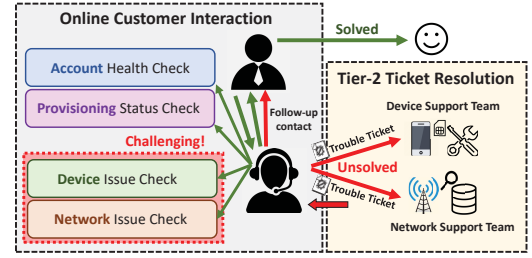 Online Customer Interaction
Solved
Account Health Check
Provisioning Status Check
Challenging!
Device Issue Check
Network Issue Check
Follow-up
contact
Tier-2 Ticket Resolution
Device Support Team
Trouble Ticket
Unsolved
Trouble Ticket
Network Support Team